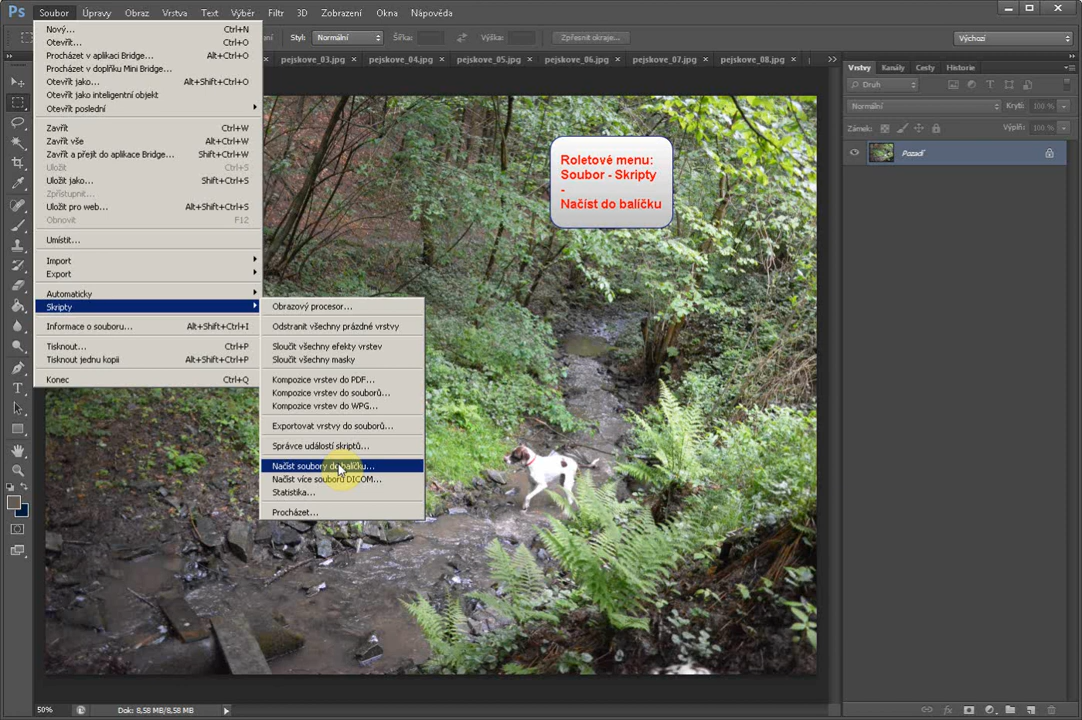 Ps Soubor Úpravy Obraz Vrstva Text Výběr Filtr 3D Zobrazení Okna Nápověda
Styl: Normální Šířka: Výška: Zpřesnit okraje... Výchozí
pejskove_03.jpg × pejskove_04.jpg × pejskove_05.jpg × pejskove_06.jpg × pejskove_07.jpg × pejskove_08.jpg ×
Nový... Ctrl+N
Otevřít... Ctrl+O
Procházet v aplikaci Bridge... Alt+Ctrl+O
Procházet v doplňku Mini Bridge...
Otevřít jako... Alt+Shift+Ctrl+O
Otevřít jako inteligentní objekt
Otevřít poslední
Zavřít Ctrl+W
Zavřít vše Alt+Ctrl+W
Zavřít a přejít do aplikace Bridge... Shift+Ctrl+W
Uložit Ctrl+S
Uložit jako... Shift+Ctrl+S
Zpřístupnit...
Uložit pro web... Alt+Shift+Ctrl+S
Obnovit F12
Umístit...
Import
Export
Automaticky
Skripty
Informace o souboru... Alt+Shift+Ctrl+I
Tisknout... Ctrl+P
Tisknout jednu kopii Alt+Shift+Ctrl+P
Konec Ctrl+Q
Obrazový procesor...
Odstranit všechny prázdné vrstvy
Sloučit všechny efekty vrstev
Sloučit všechny masky
Kompozice vrstev do PDF...
Kompozice vrstev do souborů...
Kompozice vrstev do WPG...
Exportovat vrstvy do souborů...
Správce událostí skriptů...
Načíst soubory do balíčku...
Načíst více souborů DICOM...
Statistika...
Procházet...
Roletové menu:
Soubor - Skripty
-
Načíst do balíčku
Vrstvy Kanály Cesty Historie
Druh
Normální Krytí: 100 %
Zámek: Výplň: 100 %
Pozadí
50% Dok: 8,58 MB/8,58 MB